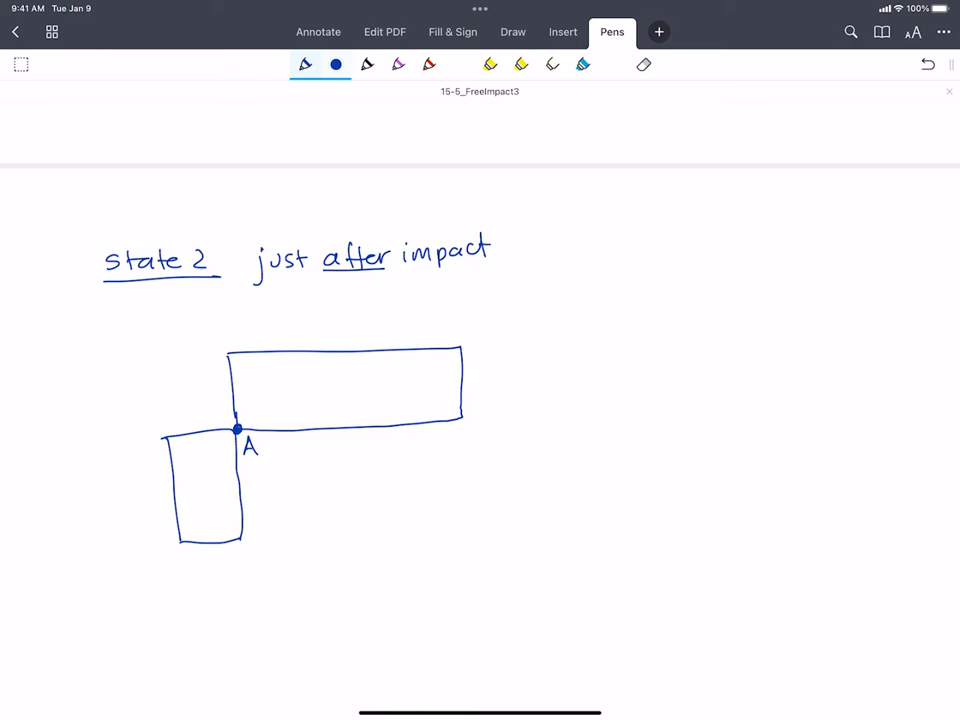 9:41 AM Tue Jan 9
100%
Annotate Edit PDF Fill & Sign Draw Insert Pens
AA
15-5_FreeImpact3
state 2 just after impact
A